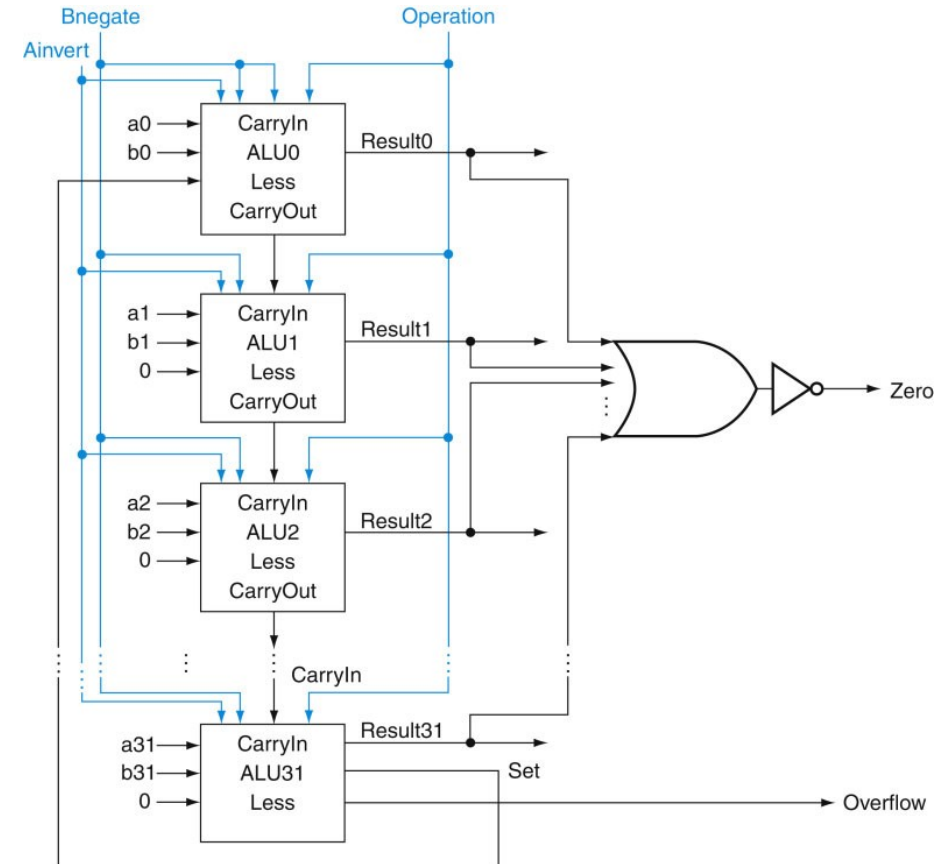 Bnegate
Operation
Ainvert
a0
CarryIn
Result0
b0
ALU0
Less
CarryOut
a1
CarryIn
Result1
b1
ALU1
0
Less
CarryOut
Zero
a2
CarryIn
Result2
b2
ALU2
0
Less
CarryOut
CarryIn
a31
CarryIn
Result31
b31
ALU31
Set
0
Less
Overflow